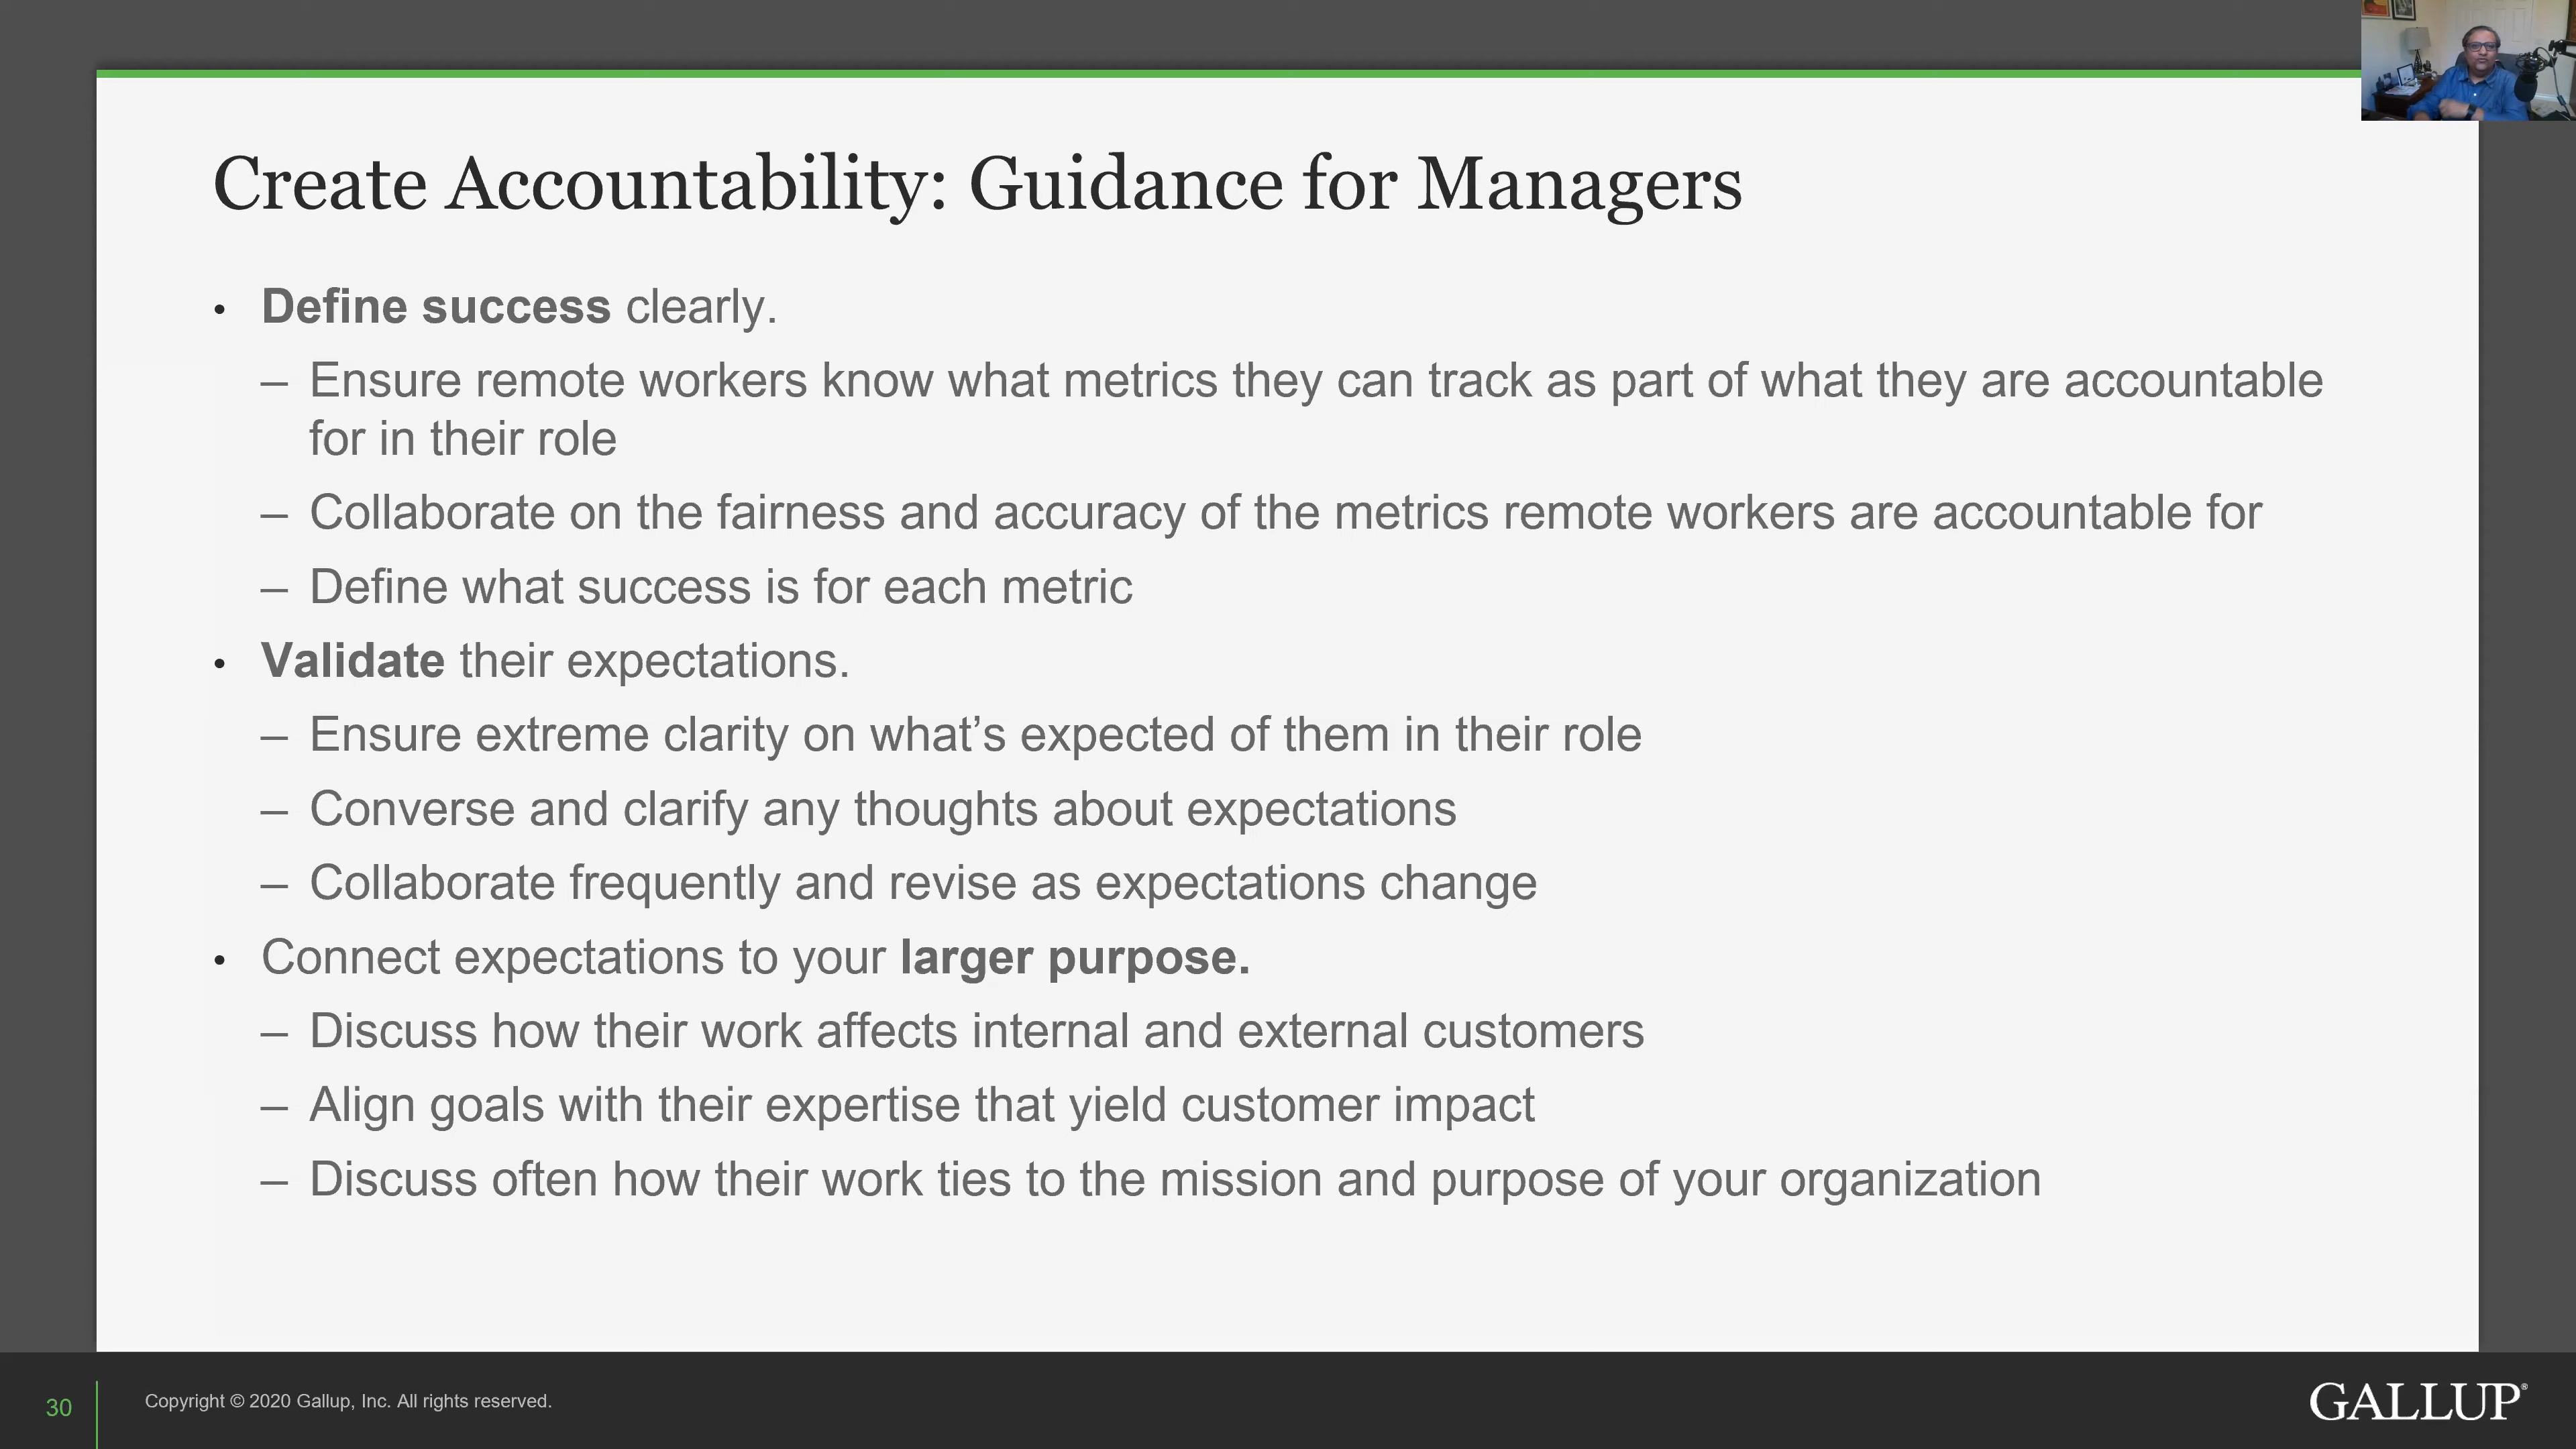 Create Accountability: Guidance for Managers
• Define success clearly.
– Ensure remote workers know what metrics they can track as part of what they are accountable
for in their role
– Collaborate on the fairness and accuracy of the metrics remote workers are accountable for
– Define what success is for each metric
• Validate their expectations.
– Ensure extreme clarity on what’s expected of them in their role
– Converse and clarify any thoughts about expectations
– Collaborate frequently and revise as expectations change
• Connect expectations to your larger purpose.
– Discuss how their work affects internal and external customers
– Align goals with their expertise that yield customer impact
– Discuss often how their work ties to the mission and purpose of your organization
30
Copyright © 2020 Gallup, Inc. All rights reserved.
GALLUP®